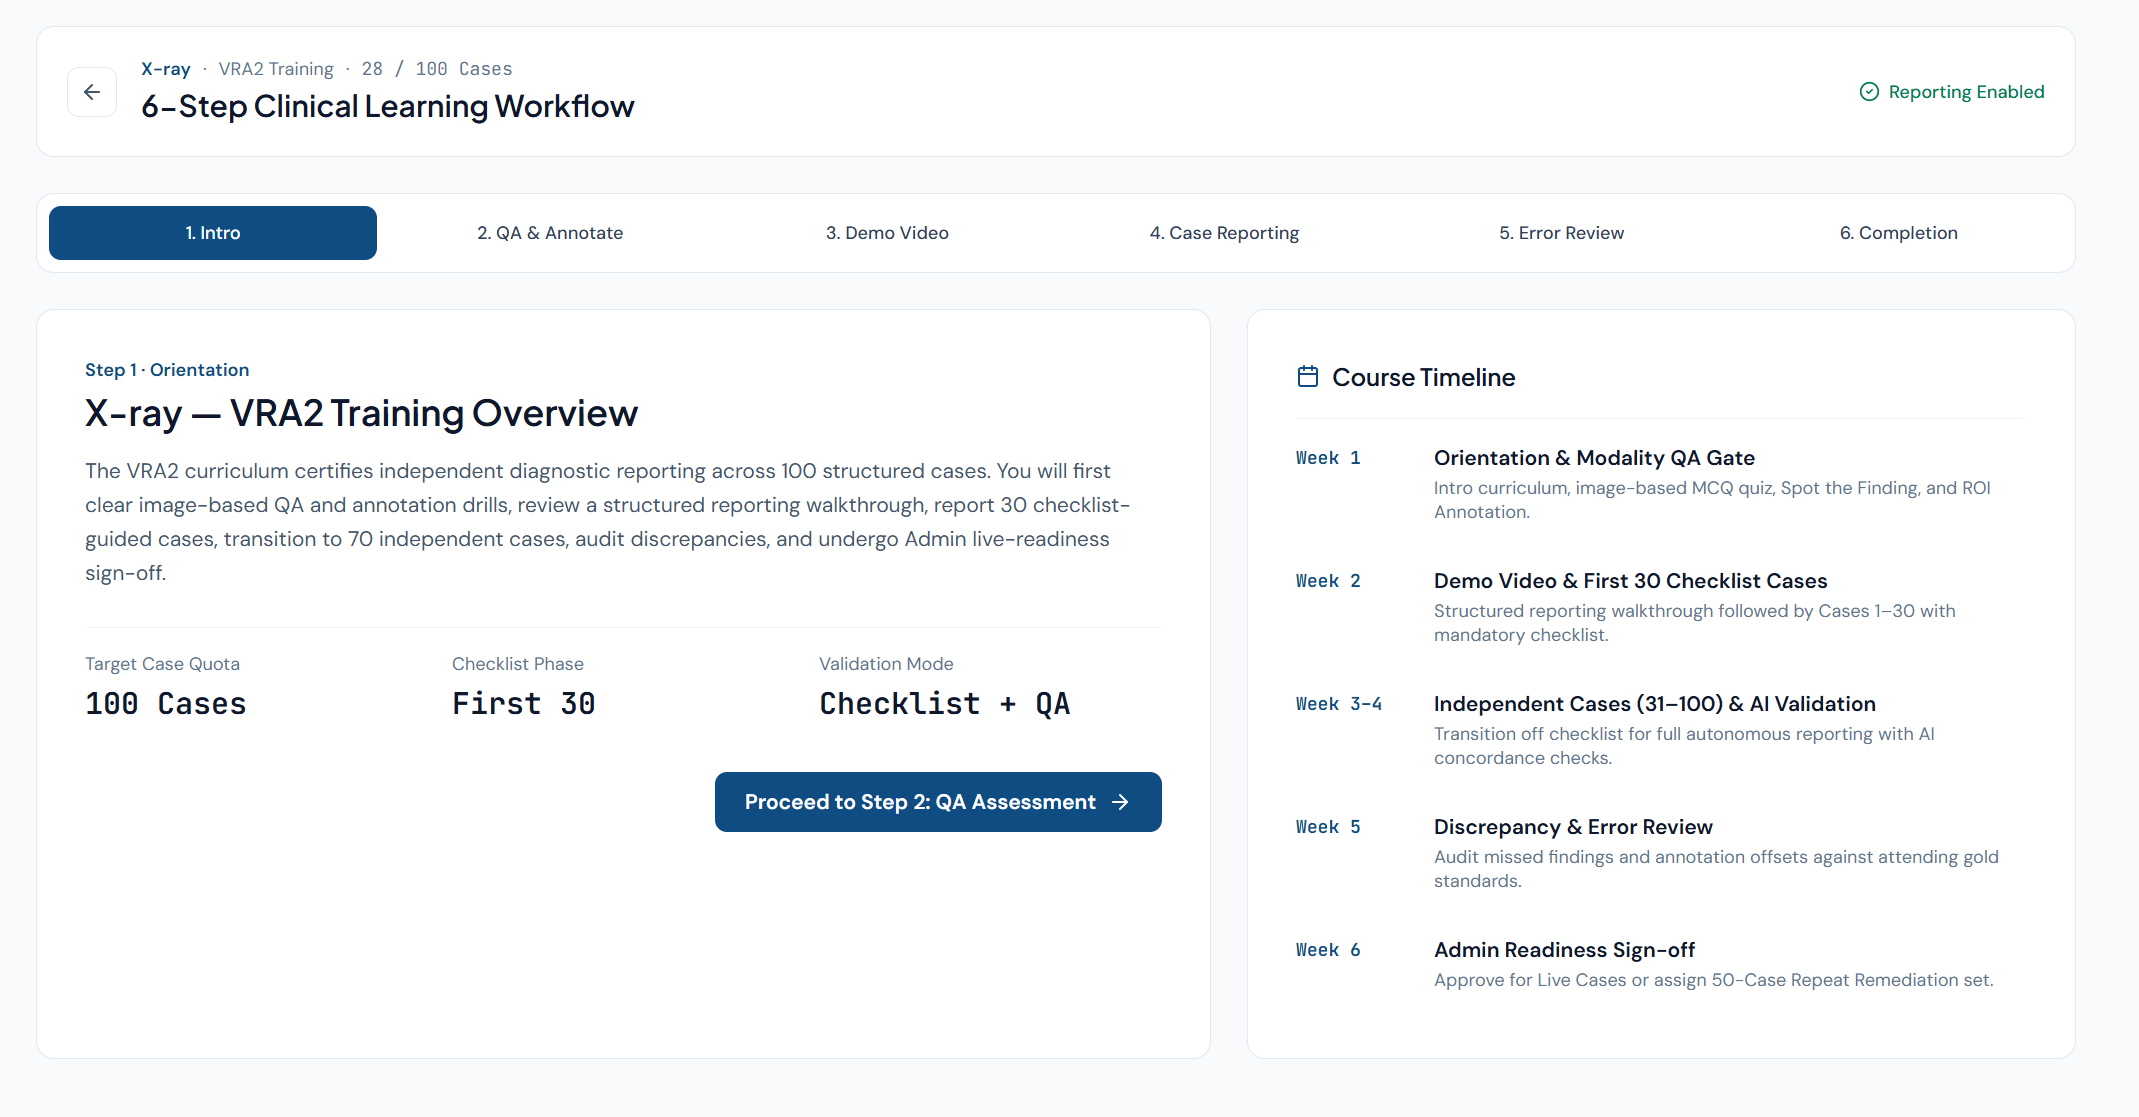 X-ray · VRA2 Training · 28 / 100 Cases
6-Step Clinical Learning Workflow
Reporting Enabled
1. Intro
2. QA & Annotate
3. Demo Video
4. Case Reporting
5. Error Review
6. Completion
Step 1 · Orientation
X-ray — VRA2 Training Overview
The VRA2 curriculum certifies independent diagnostic reporting across 100 structured cases. You will first
clear image-based QA and annotation drills, review a structured reporting walkthrough, report 30 checklist-
guided cases, transition to 70 independent cases, audit discrepancies, and undergo Admin live-readiness
sign-off.
Target Case Quota
100 Cases
Checklist Phase
First 30
Validation Mode
Checklist + QA
Proceed to Step 2: QA Assessment →
Course Timeline
Week 1
Orientation & Modality QA Gate
Intro curriculum, image-based MCQ quiz, Spot the Finding, and ROI
Annotation.
Week 2
Demo Video & First 30 Checklist Cases
Structured reporting walkthrough followed by Cases 1–30 with
mandatory checklist.
Week 3-4
Independent Cases (31–100) & AI Validation
Transition off checklist for full autonomous reporting with AI
concordance checks.
Week 5
Discrepancy & Error Review
Audit missed findings and annotation offsets against attending gold
standards.
Week 6
Admin Readiness Sign-off
Approve for Live Cases or assign 50-Case Repeat Remediation set.